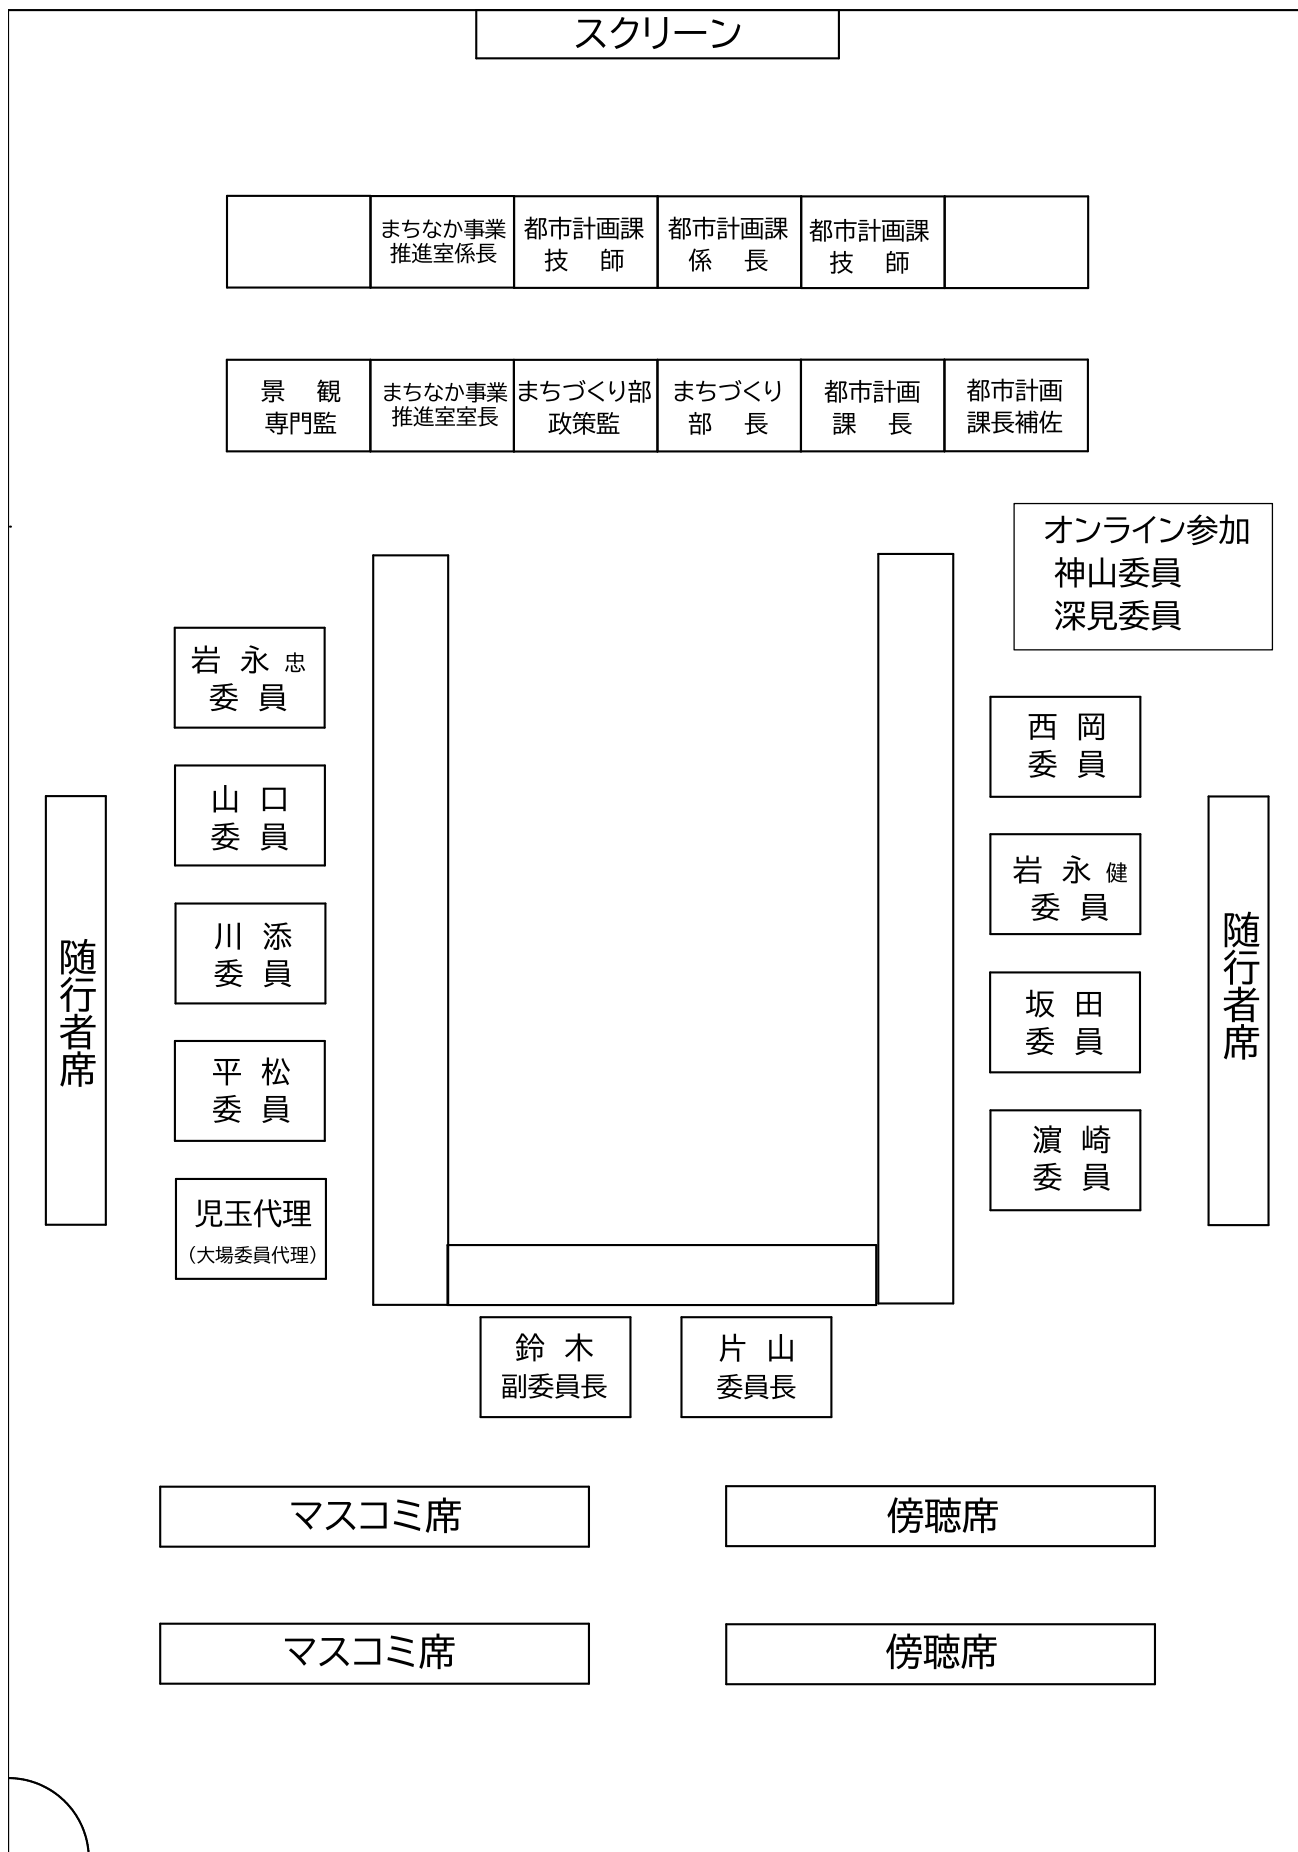 スクリーン
まちなか事業
推進室係長
都市計画課
技 師
都市計画課
係 長
都市計画課
技 師
景 観
専門監
まちなか事業
推進室室長
まちづくり部
政策監
まちづくり
部 長
都市計画
課 長
都市計画
課長補佐
オンライン参加
神山委員
深見委員
岩 永 忠
委 員
山 口
委 員
川 添
委 員
平 松
委 員
児玉代理
（大場委員代理）
随行者席
西 岡
委 員
岩 永 健
委 員
坂 田
委 員
濵 崎
委 員
随行者席
鈴 木
副委員長
片 山
委員長
マスコミ席
傍聴席
マスコミ席
傍聴席